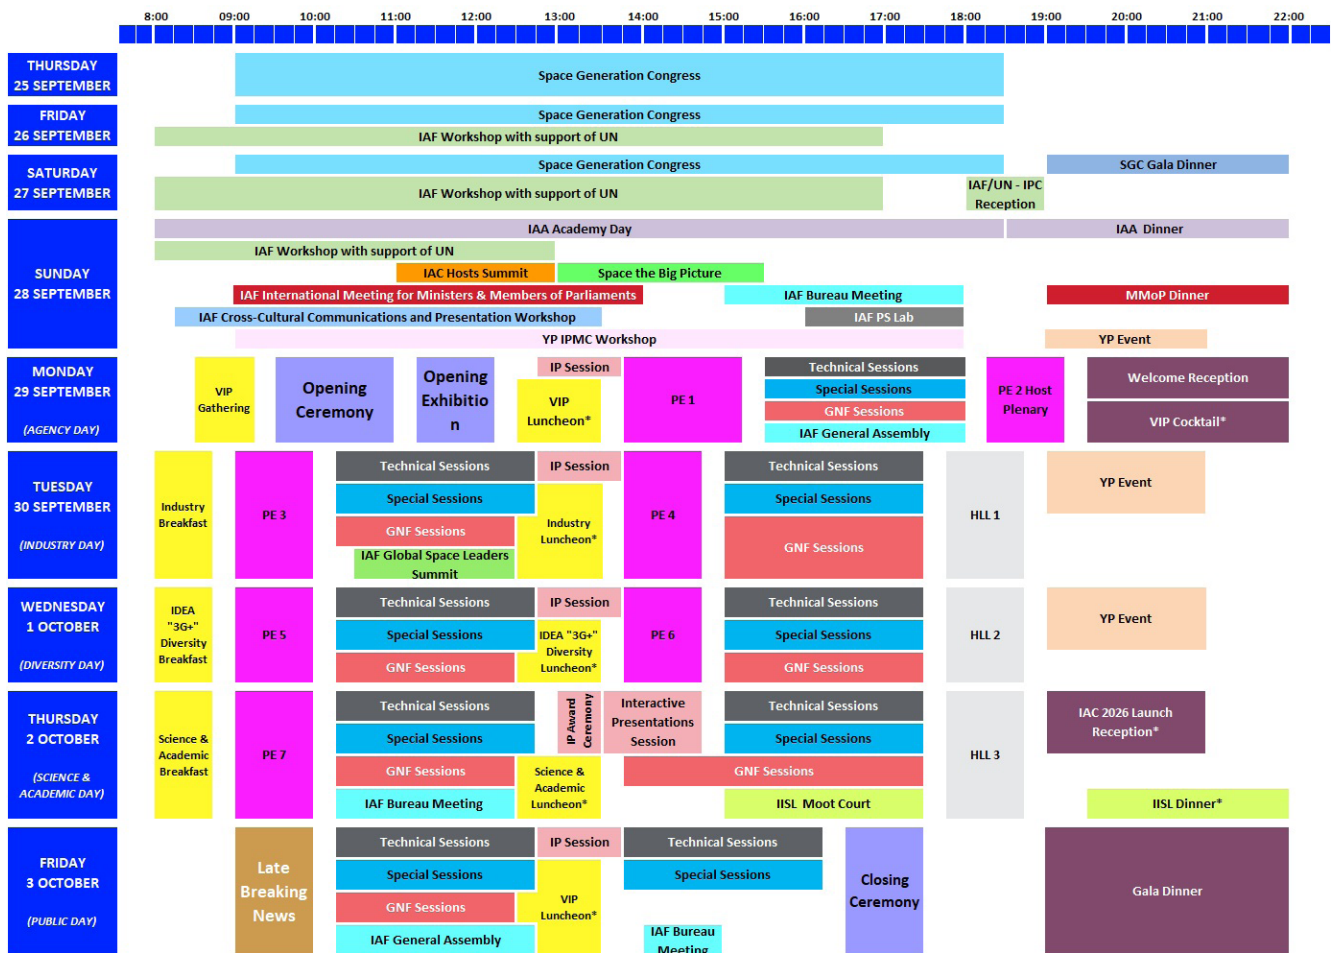 8:00 09:00 10:00 11:00 12:00 13:00 14:00 15:00 16:00 17:00 18:00 19:00 20:00 21:00 22:00
THURSDAY
25 SEPTEMBER
Space Generation Congress
FRIDAY
26 SEPTEMBER
Space Generation Congress
IAF Workshop with support of UN
SATURDAY
27 SEPTEMBER
Space Generation Congress
SGC Gala Dinner
IAF Workshop with support of UN
IAF/UN - IPC
Reception
SUNDAY
28 SEPTEMBER
IAA Academy Day
IAA Dinner
IAF Workshop with support of UN
IAC Hosts Summit
Space the Big Picture
IAF International Meeting for Ministers & Members of Parliaments
IAF Bureau Meeting
MMoP Dinner
IAF Cross-Cultural Communications and Presentation Workshop
IAF PS Lab
YP IPMC Workshop
YP Event
MONDAY
29 SEPTEMBER
(AGENCY DAY)
VIP
Gathering
Opening
Ceremony
Opening
Exhibitio
n
IP Session
VIP
Luncheon*
PE 1
Technical Sessions
Special Sessions
GNF Sessions
IAF General Assembly
PE 2 Host
Plenary
Welcome Reception
VIP Cocktail*
TUESDAY
30 SEPTEMBER
(INDUSTRY DAY)
Industry
Breakfast
PE 3
Technical Sessions
Special Sessions
GNF Sessions
IAF Global Space Leaders
Summit
IP Session
Industry
Luncheon*
PE 4
Technical Sessions
Special Sessions
GNF Sessions
HLL 1
YP Event
WEDNESDAY
1 OCTOBER
(DIVERSITY DAY)
IDEA
"3G+"
Diversity
Breakfast
PE 5
Technical Sessions
Special Sessions
GNF Sessions
IP Session
IDEA "3G+"
Diversity
Luncheon*
PE 6
Technical Sessions
Special Sessions
GNF Sessions
HLL 2
YP Event
THURSDAY
2 OCTOBER
(SCIENCE &
ACADEMIC DAY)
Science &
Academic
Breakfast
PE 7
Technical Sessions
Special Sessions
GNF Sessions
IAF Bureau Meeting
IP Award
Ceremony
Interactive
Presentations
Session
Science &
Academic
Luncheon*
Technical Sessions
Special Sessions
GNF Sessions
IISL Moot Court
HLL 3
IAC 2026 Launch
Reception*
IISL Dinner*
FRIDAY
3 OCTOBER
(PUBLIC DAY)
Late
Breaking
News
Technical Sessions
Special Sessions
GNF Sessions
IAF General Assembly
IP Session
VIP
Luncheon*
Technical Sessions
Special Sessions
IAF Bureau
Meeting
Closing
Ceremony
Gala Dinner